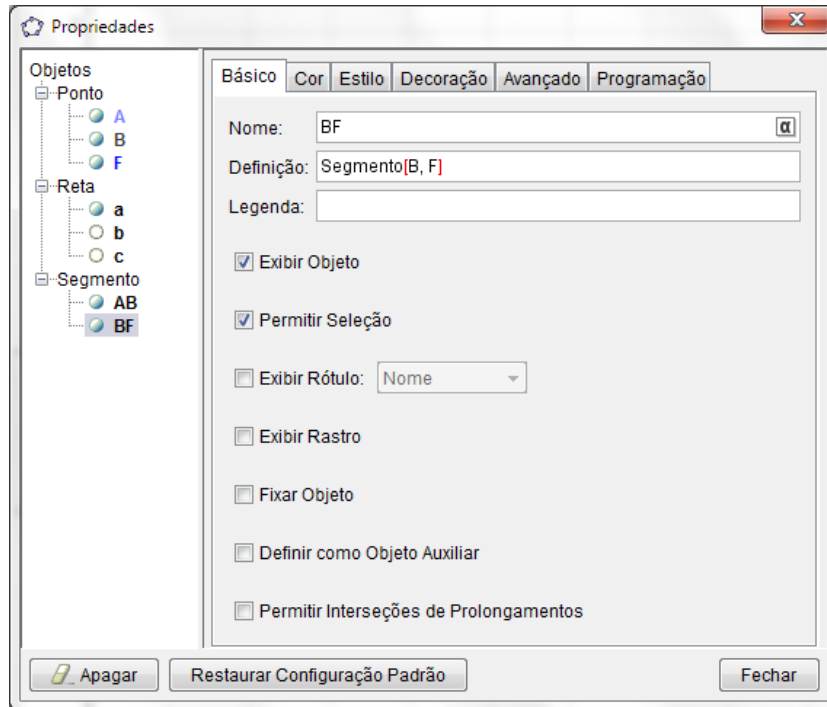 Propriedades
Objetos
Ponto
A
B
F
Reta
a
b
c
Segmento
AB
BF
Básico Cor Estilo Decoração Avançado Programação
Nome: BF α
Definição: Segmento[B, F]
Legenda:
Exibir Objeto
Permitir Seleção
Exibir Rótulo: Nome
Exibir Rastro
Fixar Objeto
Definir como Objeto Auxiliar
Permitir Interseções de Prolongamentos
Apagar Restaurar Configuração Padrão Fechar